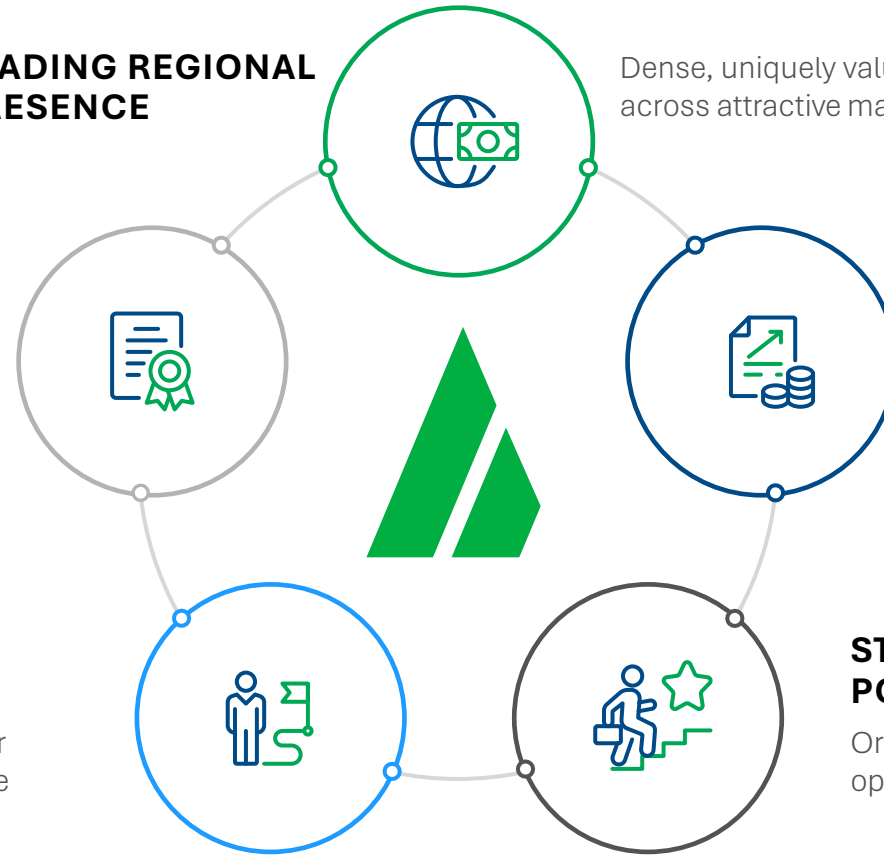 ADING REGIONAL
ESENCE
Dense, uniquely valu
across attractive ma
ST
PO
r
Or
e
op